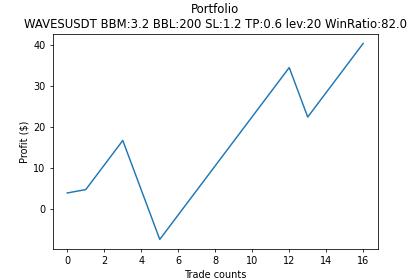 Portfolio
WAVESUSDT BBM:3.2 BBL:200 SL:1.2 TP:0.6 lev:20 WinRatio:82.0
40
30
20
10
0
Profit ($)
0 2 4 6 8 10 12 14 16
Trade counts